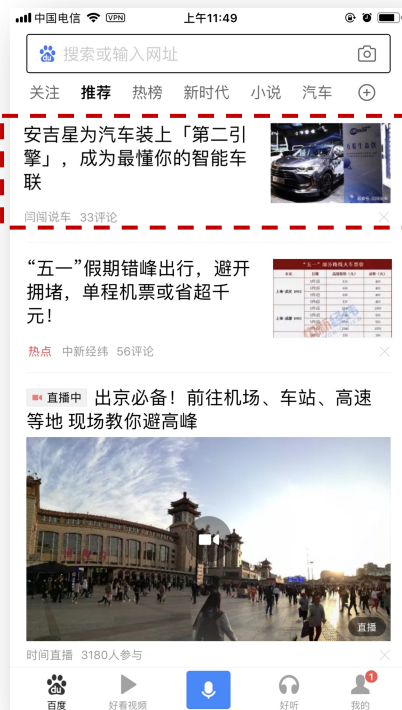 中国电信 VPN 上午11:49
搜索或输入网址
关注 推荐 热榜 新时代 小说 汽车
安吉星为汽车装上「第二引
擎」，成为最懂你的智能车
联
闫闯说车 33评论
“五一”假期错峰出行，避开
拥堵，单程机票或省超千
元！
热点 中新经纬 56评论
直播中 出京必备！前往机场、车站、高速
等地 现场教你避高峰
直播
时间直播 3180人参与
百度 好看视频 好听 我的
1